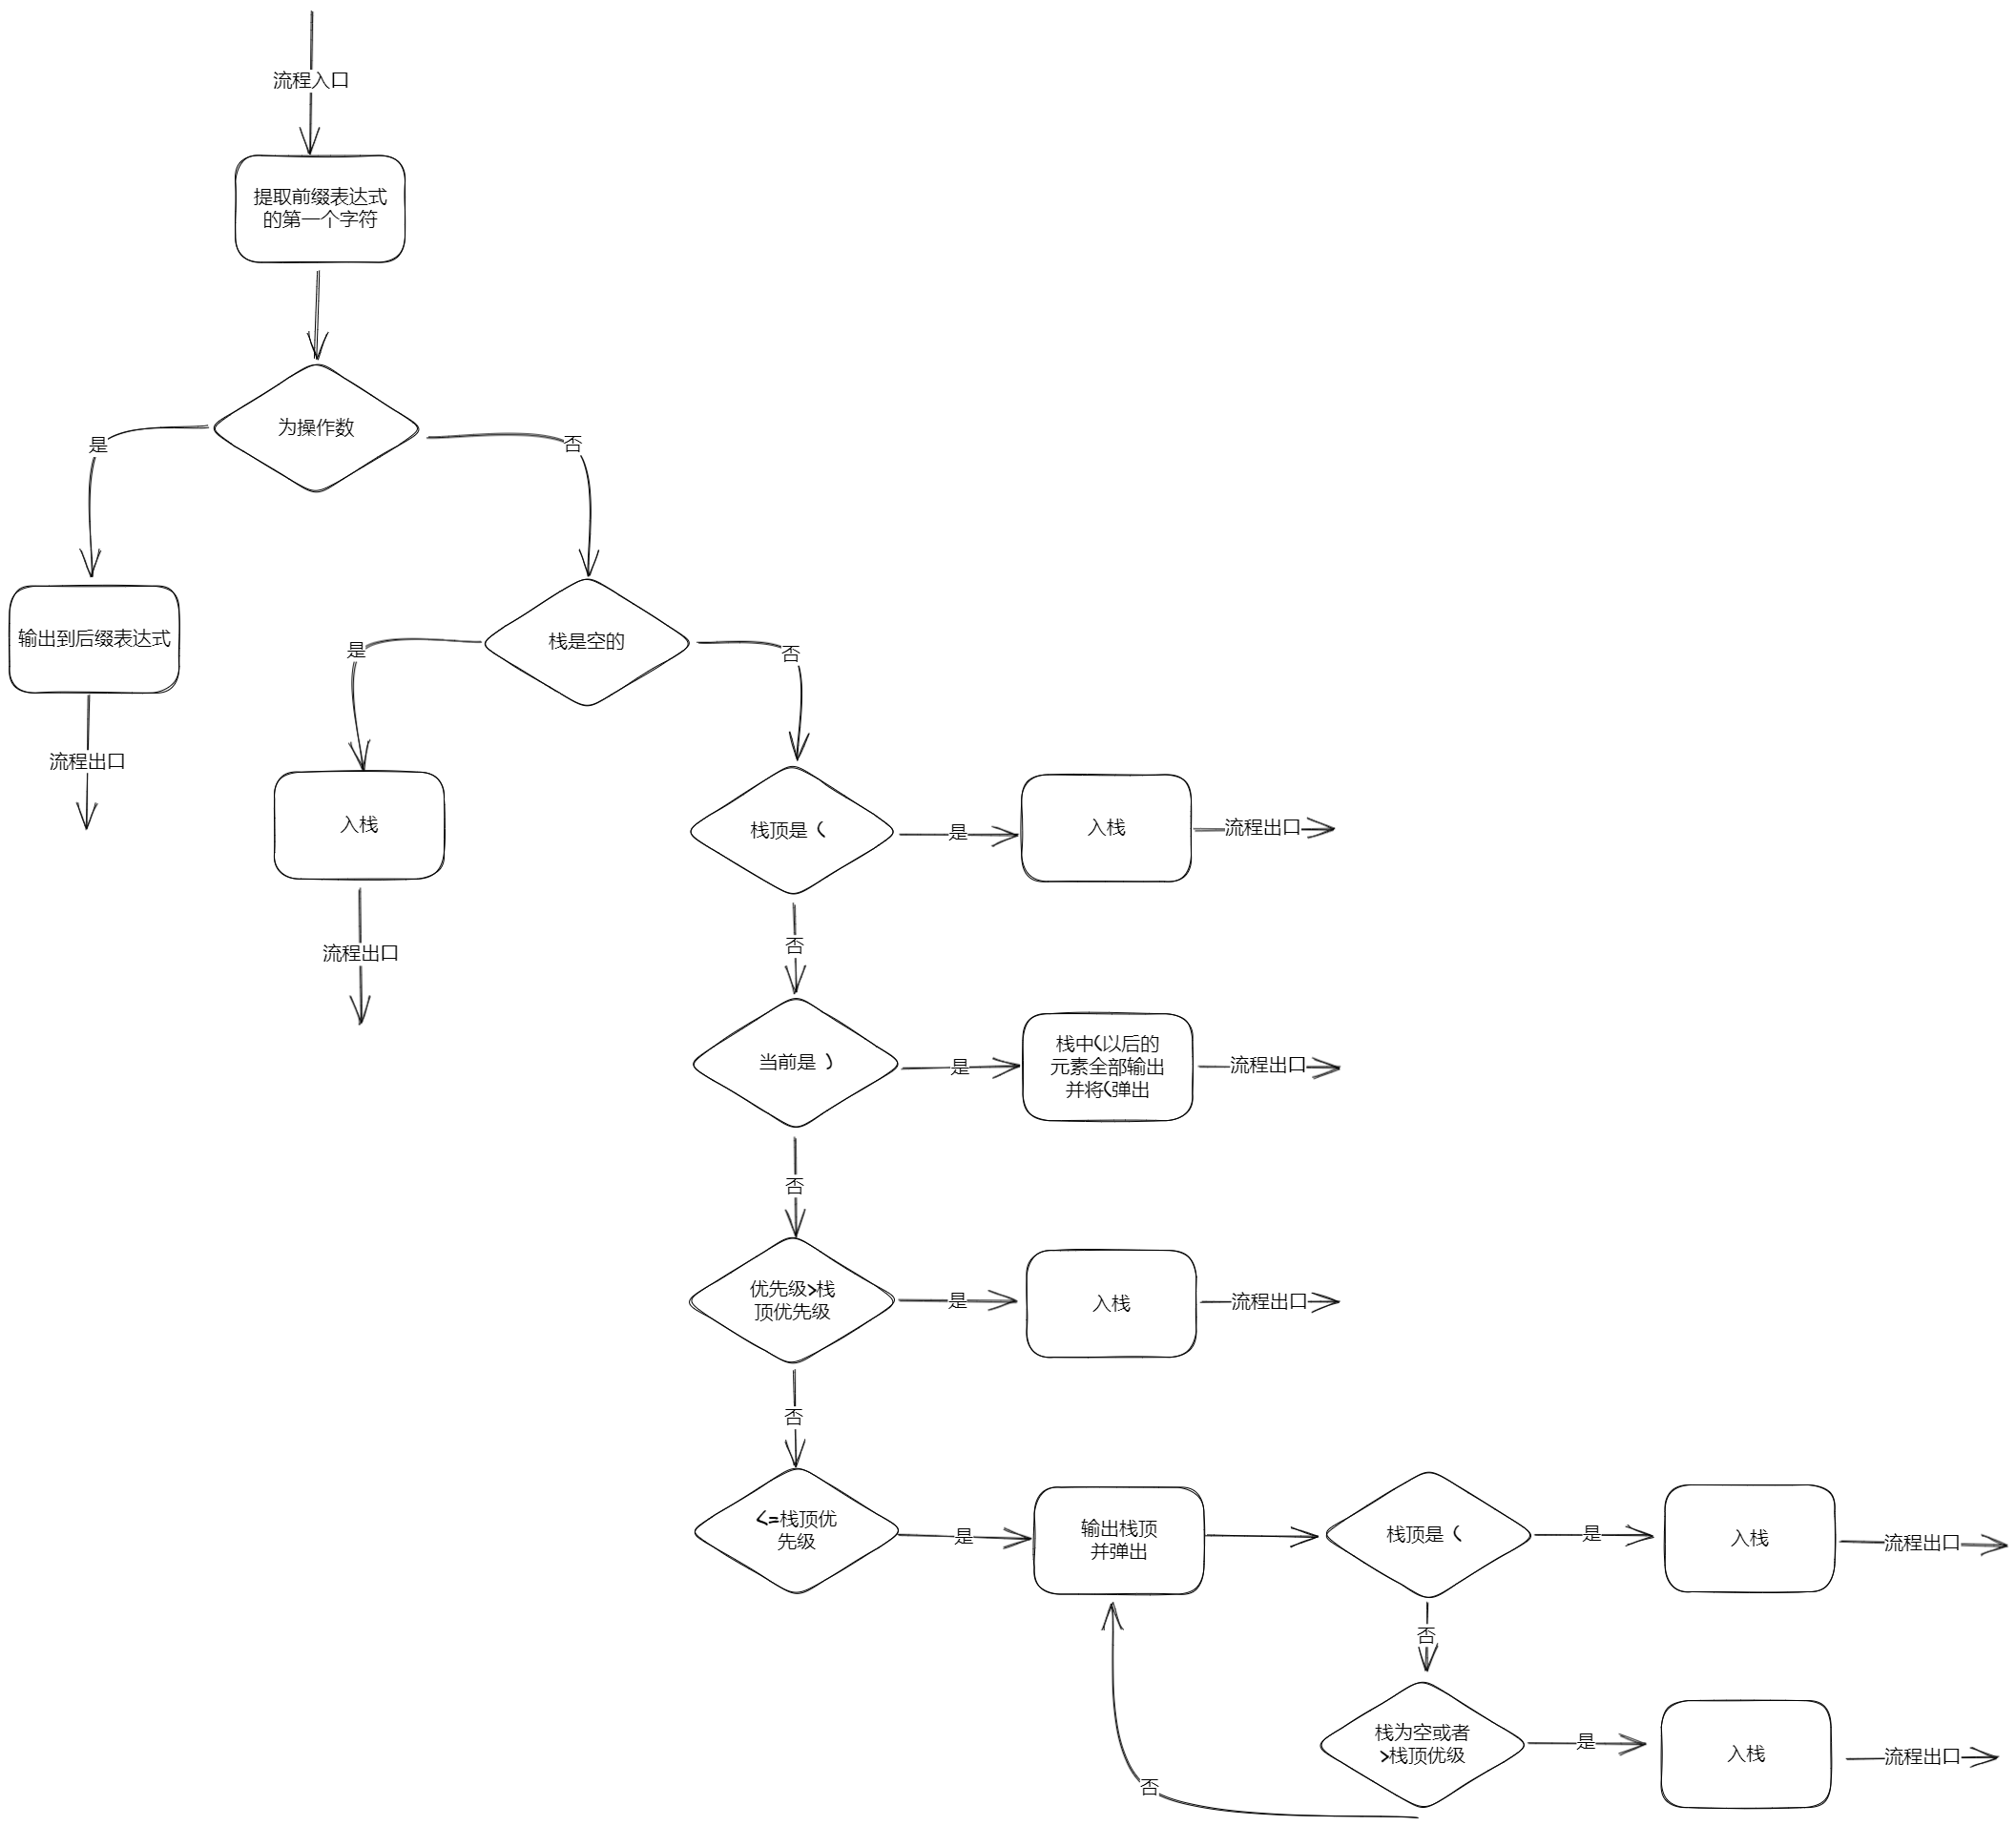 流程入口
提取前缀表达式
的第一个字符
为操作数
是
否
输出到后缀表达式
流程出口
栈是空的
是
否
入栈
流程出口
栈顶是（
是
入栈
流程出口
否
当前是 ）
是
栈中(以后的
元素全部输出
并将(弹出
流程出口
否
优先级>栈
顶优先级
是
入栈
流程出口
否
<=栈顶优
先级
是
输出栈顶
并弹出
栈顶是（
是
入栈
流程出口
否
栈为空或者
>栈顶优级
是
入栈
流程出口
否